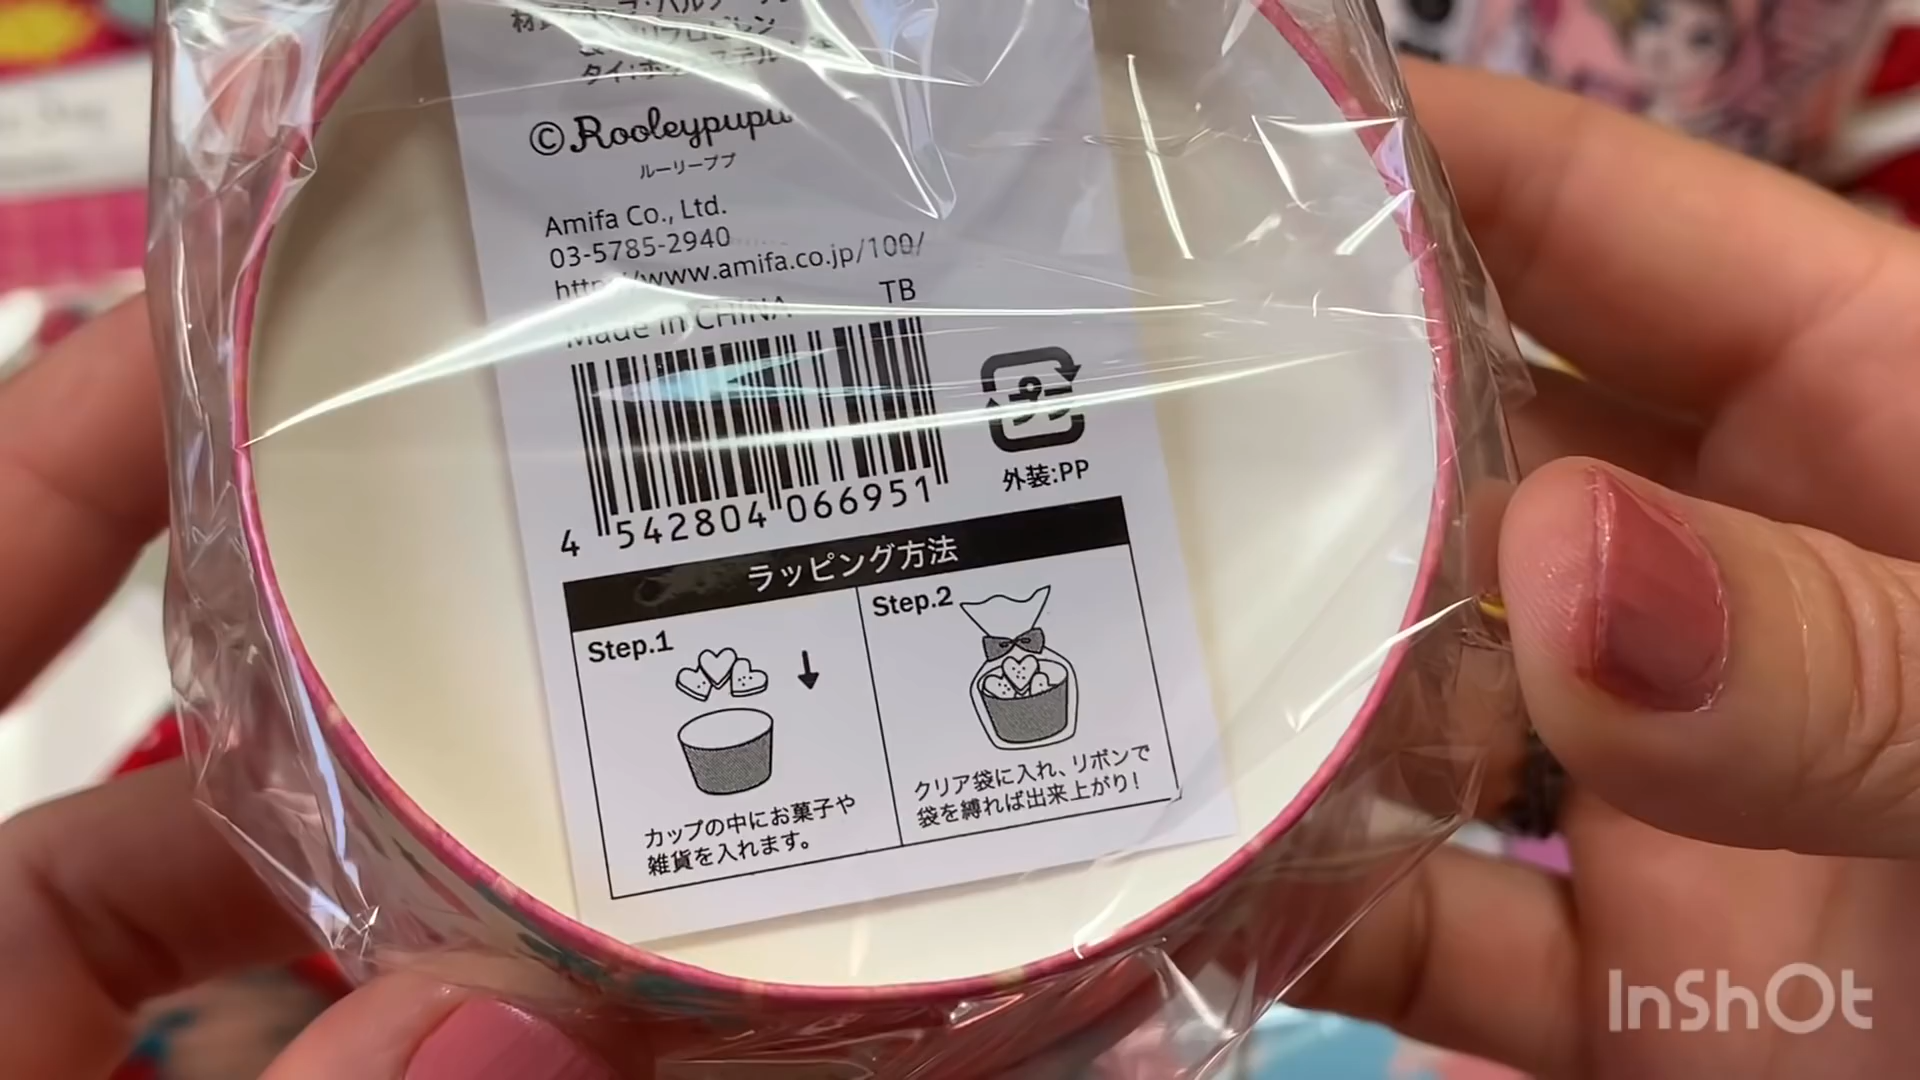 ©Rooleypupu
ルーリーププ
Amifa Co., Ltd.
03-5785-2940
http://www.amifa.co.jp/100/
Made in CHINA TB
4 542804 066951
外装:PP
プラ
ラッピング方法
Step.1
カップの中にお菓子や
雑貨を入れます。
Step.2
クリア袋に入れ、リボンで
袋を縛れば出来上がり!
InShOt